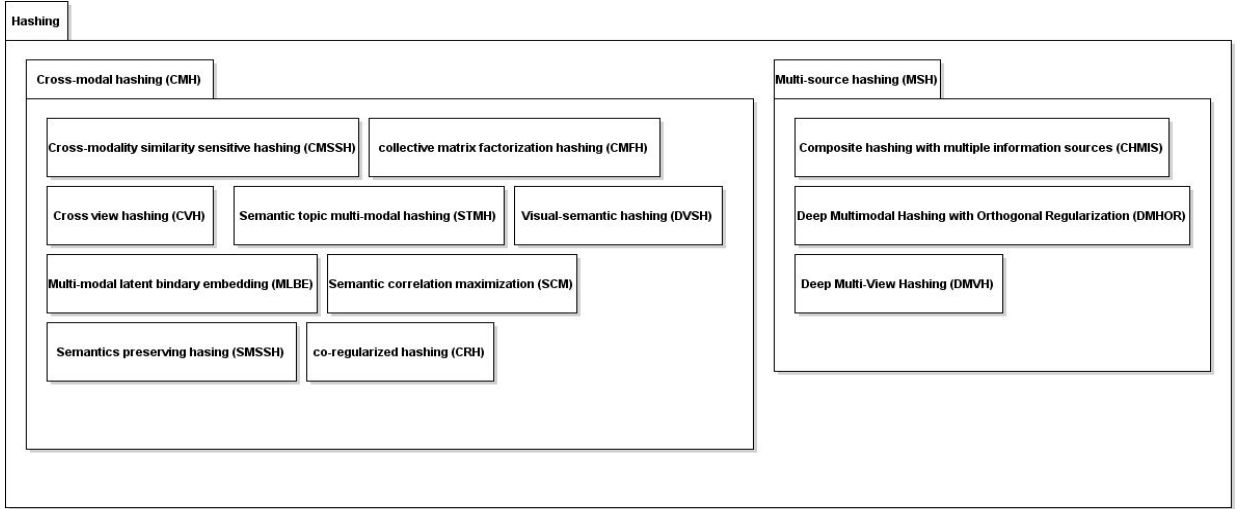 Hashing
Cross-modal hashing (CMH)
Multi-source hashing (MSH)
Cross-modality similarity sensitive hashing (CMSSH)
collective matrix factorization hashing (CMFH)
Cross view hashing (CVH)
Semantic topic multi-modal hashing (STMH)
Visual-semantic hashing (DVSH)
Multi-modal latent bindary embedding (MLBE)
Semantic correlation maximization (SCM)
Semantics preserving hasing (SMSSH)
co-regularized hashing (CRH)
Composite hashing with multiple information sources (CHMIS)
Deep Multimodal Hashing with Orthogonal Regularization (DMHOR)
Deep Multi-View Hashing (DMVH)